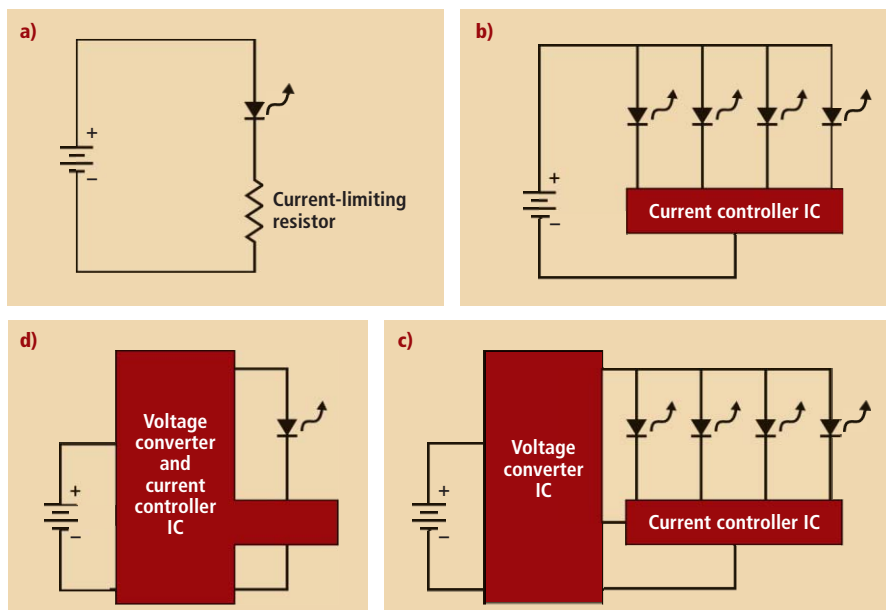 a)
+
−
Current-limiting
resistor
b)
+
−
Current controller IC
d)
Voltage
converter
and
current
controller
IC
+
−
c)
Voltage
converter
IC
+
−
Current controller IC